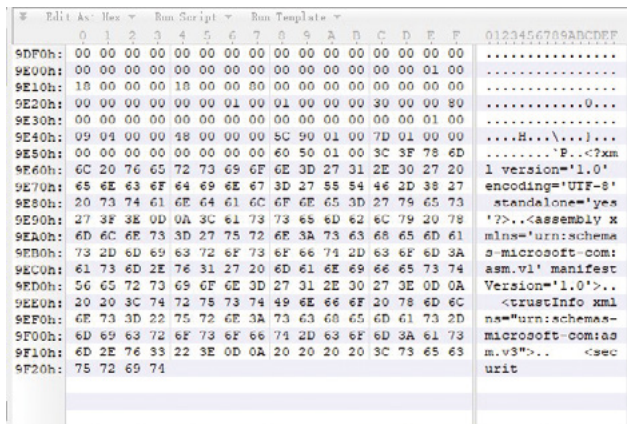 Edit As: Hex Run Script Run Template
0 1 2 3 4 5 6 7 8 9 A B C D E F 0123456789ABCDEF
9DF0h: 00 00 00 00 00 00 00 00 00 00 00 00 00 00 00 00 ................
9E00h: 00 00 00 00 00 00 00 00 00 00 00 00 00 00 01 00 ................
9E10h: 18 00 00 00 18 00 00 80 00 00 00 00 00 00 00 00 ................
9E20h: 00 00 00 00 00 00 01 00 01 00 00 00 30 00 00 80 ............0...
9E30h: 00 00 00 00 00 00 00 00 00 00 00 00 00 00 01 00 ................
9E40h: 09 04 00 00 48 00 00 00 5C 90 01 00 7D 01 00 00 ....H...\...}...
9E50h: 00 00 00 00 00 00 00 00 60 50 01 00 3C 3F 78 6D ........`P..<?xm
9E60h: 6C 20 76 65 72 73 69 6F 6E 3D 27 31 2E 30 27 20 l version='1.0'
9E70h: 65 6E 63 6F 64 69 6E 67 3D 27 55 54 46 2D 38 27 encoding='UTF-8'
9E80h: 20 73 74 61 6E 64 61 6C 6F 6E 65 3D 27 79 65 73 standalone='yes
9E90h: 27 3F 3E 0D 0A 3C 61 73 73 65 6D 62 6C 79 20 78 '?>..<assembly x
9EA0h: 6D 6C 6E 73 3D 27 75 72 6E 3A 73 63 68 65 6D 61 mlns='urn:schema
9EB0h: 73 2D 6D 69 63 72 6F 73 6F 66 74 2D 63 6F 6D 3A s-microsoft-com:
9EC0h: 61 73 6D 2E 76 31 27 20 6D 61 6E 69 66 65 73 74 asm.v1' manifest
9ED0h: 56 65 72 73 69 6F 6E 3D 27 31 2E 30 27 3E 0D 0A Version='1.0'>..
9EE0h: 20 20 3C 74 72 75 73 74 49 6E 66 6F 20 78 6D 6C <trustInfo xml
9EF0h: 6E 73 3D 22 75 72 6E 3A 73 63 68 65 6D 61 73 2D ns="urn:schemas-
9F00h: 6D 69 63 72 6F 73 6F 66 74 2D 63 6F 6D 3A 61 73 microsoft-com:as
9F10h: 6D 2E 76 33 22 3E 0D 0A 20 20 20 20 3C 73 65 63 m.v3">.. <sec
9F20h: 75 72 69 74 urit